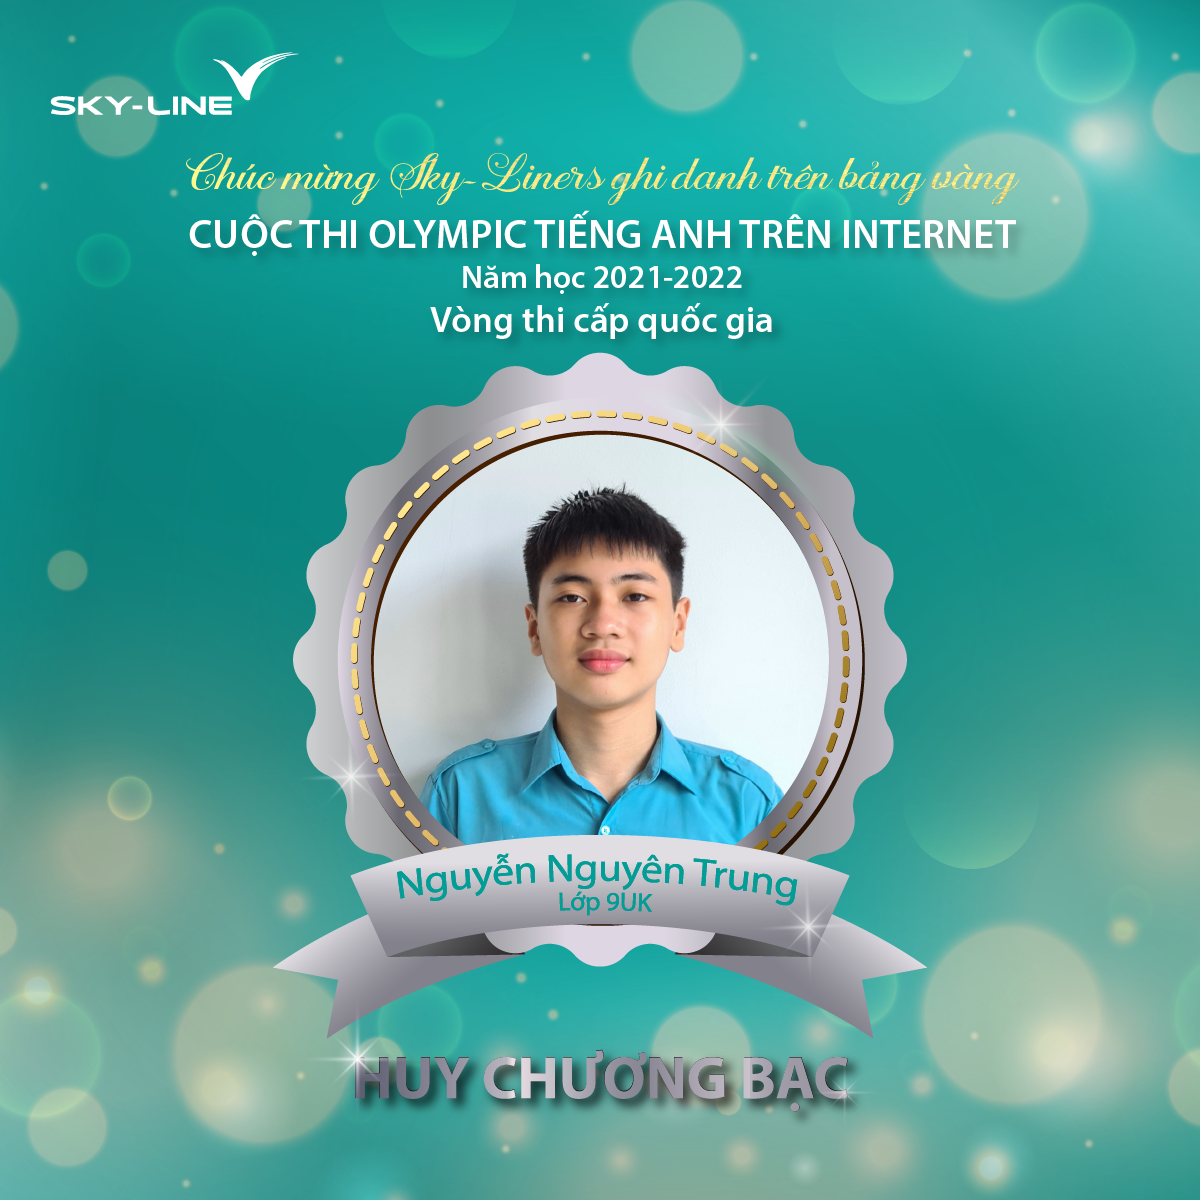 SKY-LINE
Chúc mừng Sky-Liners ghi danh trên bảng vàng
CUỘC THI OLYMPIC TIẾNG ANH TRÊN INTERNET
Năm học 2021-2022
Vòng thi cấp quốc gia
Nguyễn Nguyên Trung
Lớp 9UK
HUY CHƯƠNG BẠC